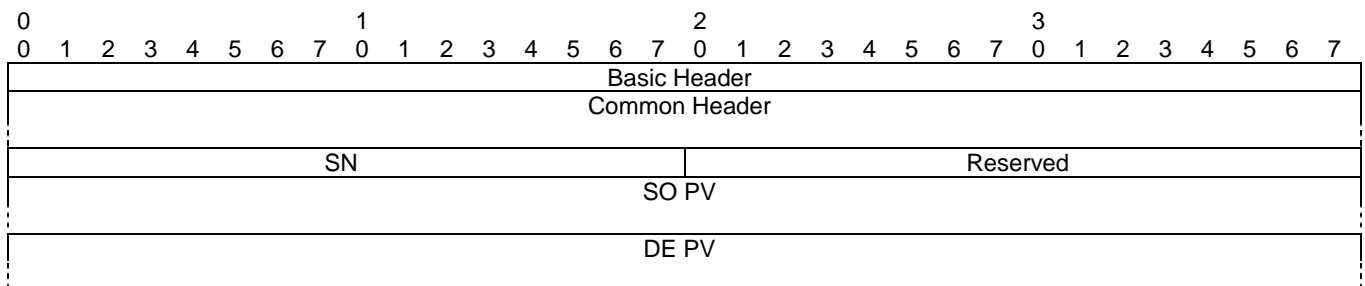 0 1 2 3
0 1 2 3 4 5 6 7 0 1 2 3 4 5 6 7 0 1 2 3 4 5 6 7 0 1 2 3 4 5 6 7
Basic Header
Common Header
SN Reserved
SO PV
DE PV